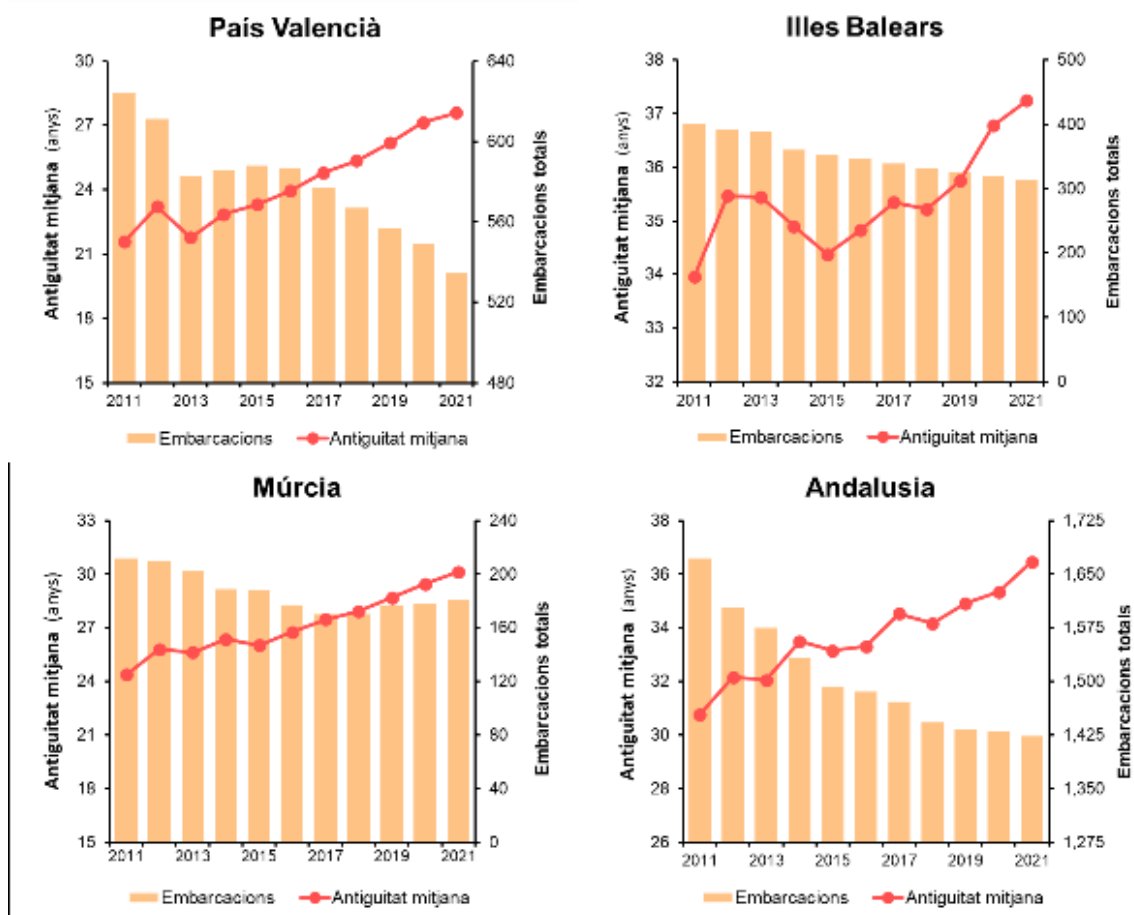 País Valencià
Antiguitat mitjana (anys)
30
27
24
21
18
15
640
600
560
520
480
Embarcacions totals
2011 2013 2015 2017 2019 2021
Embarcacions Antiguitat mitjana
Illes Balears
Antiguitat mitjana (anys)
38
37
36
35
34
33
32
500
400
300
200
100
0
Embarcacions totals
2011 2013 2015 2017 2019 2021
Embarcacions Antiguitat mitjana
Múrcia
Antiguitat mitjana (anys)
33
30
27
24
21
18
15
240
200
160
120
80
40
0
Embarcacions totals
2011 2013 2015 2017 2019 2021
Embarcacions Antiguitat mitjana
Andalusia
Antiguitat mitjana (anys)
38
36
34
32
30
28
26
1,725
1,650
1,575
1,500
1,425
1,350
1,275
Embarcacions totals
2011 2013 2015 2017 2019 2021
Embarcacions Antiguitat mitjana